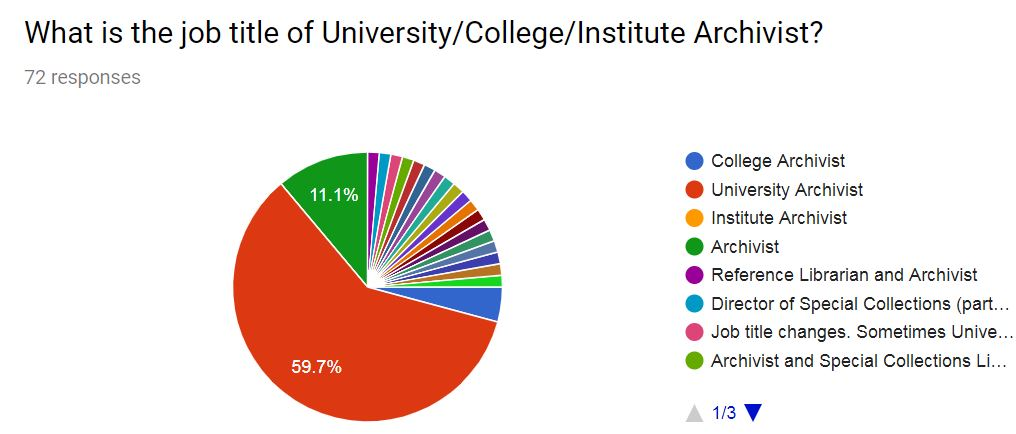 What is the job title of University/College/Institute Archivist?
72 responses
11.1%
59.7%
College Archivist
University Archivist
Institute Archivist
Archivist
Reference Librarian and Archivist
Director of Special Collections (part...
Job title changes. Sometimes Unive...
Archivist and Special Collections Li...
1/3